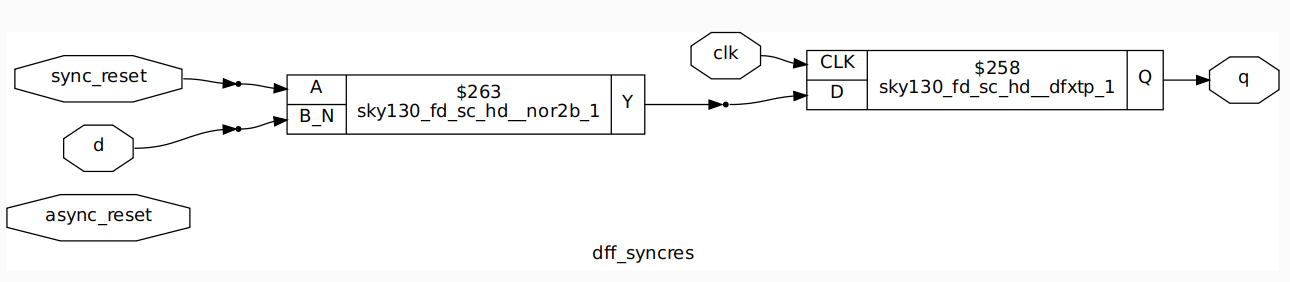 sync_reset
d
async_reset
A
B_N
$263
sky130_fd_sc_hd__nor2b_1
Y
clk
CLK
D
$258
sky130_fd_sc_hd__dfxtp_1
Q
q
dff_syncres